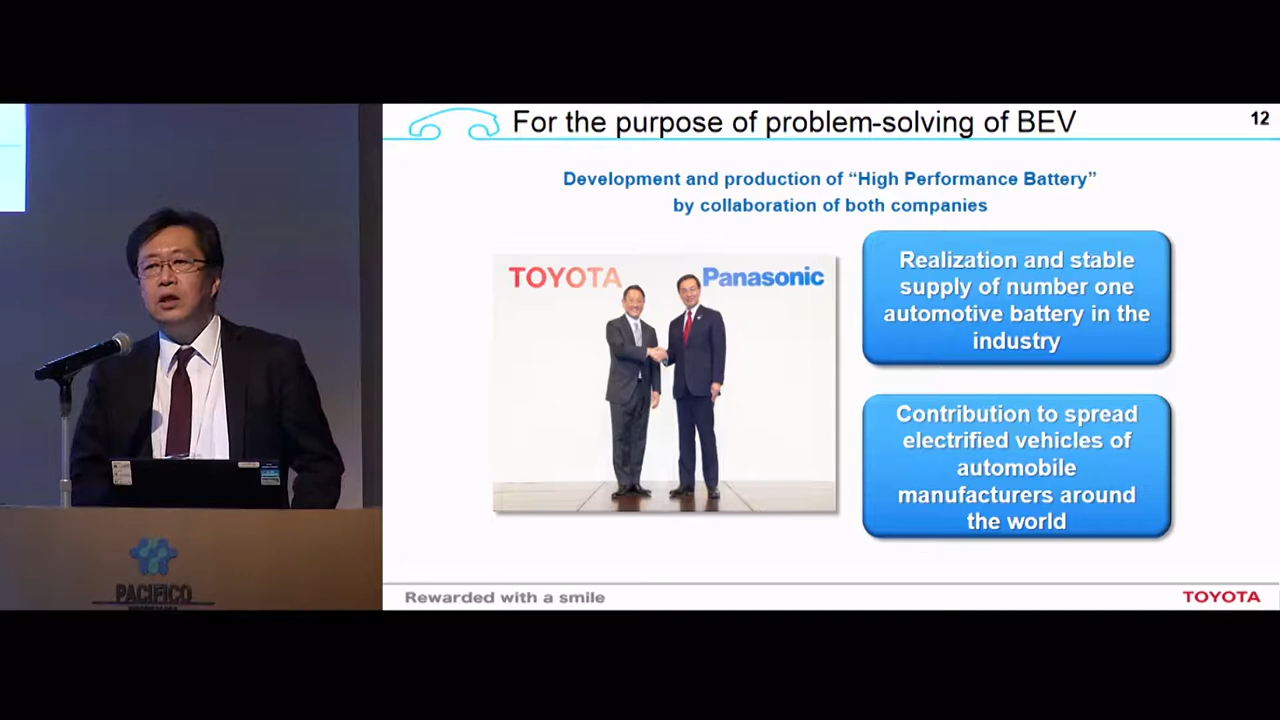 For the purpose of problem-solving of BEV
12
Development and production of “High Performance Battery”
by collaboration of both companies
TOYOTA
Panasonic
Realization and stable
supply of number one
automotive battery in the
industry
Contribution to spread
electrified vehicles of
automobile
manufacturers around
the world
PACIFICO
Rewarded with a smile
TOYOTA